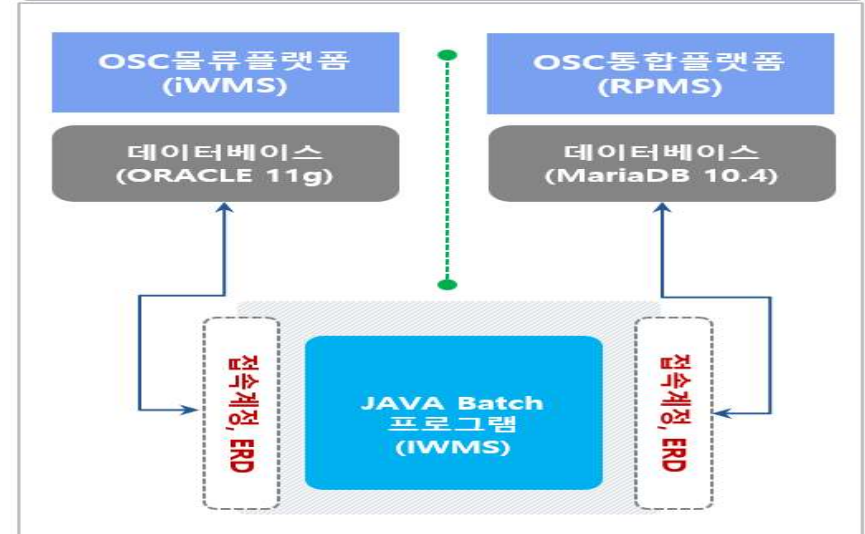 OSC물류플랫폼
(iWMS)
OSC통합플랫폼
(RPMS)
데이터베이스
(ORACLE 11g)
데이터베이스
(MariaDB 10.4)
접속계정, ERD
JAVA Batch
프로그램
(IWMS)
접속계정, ERD